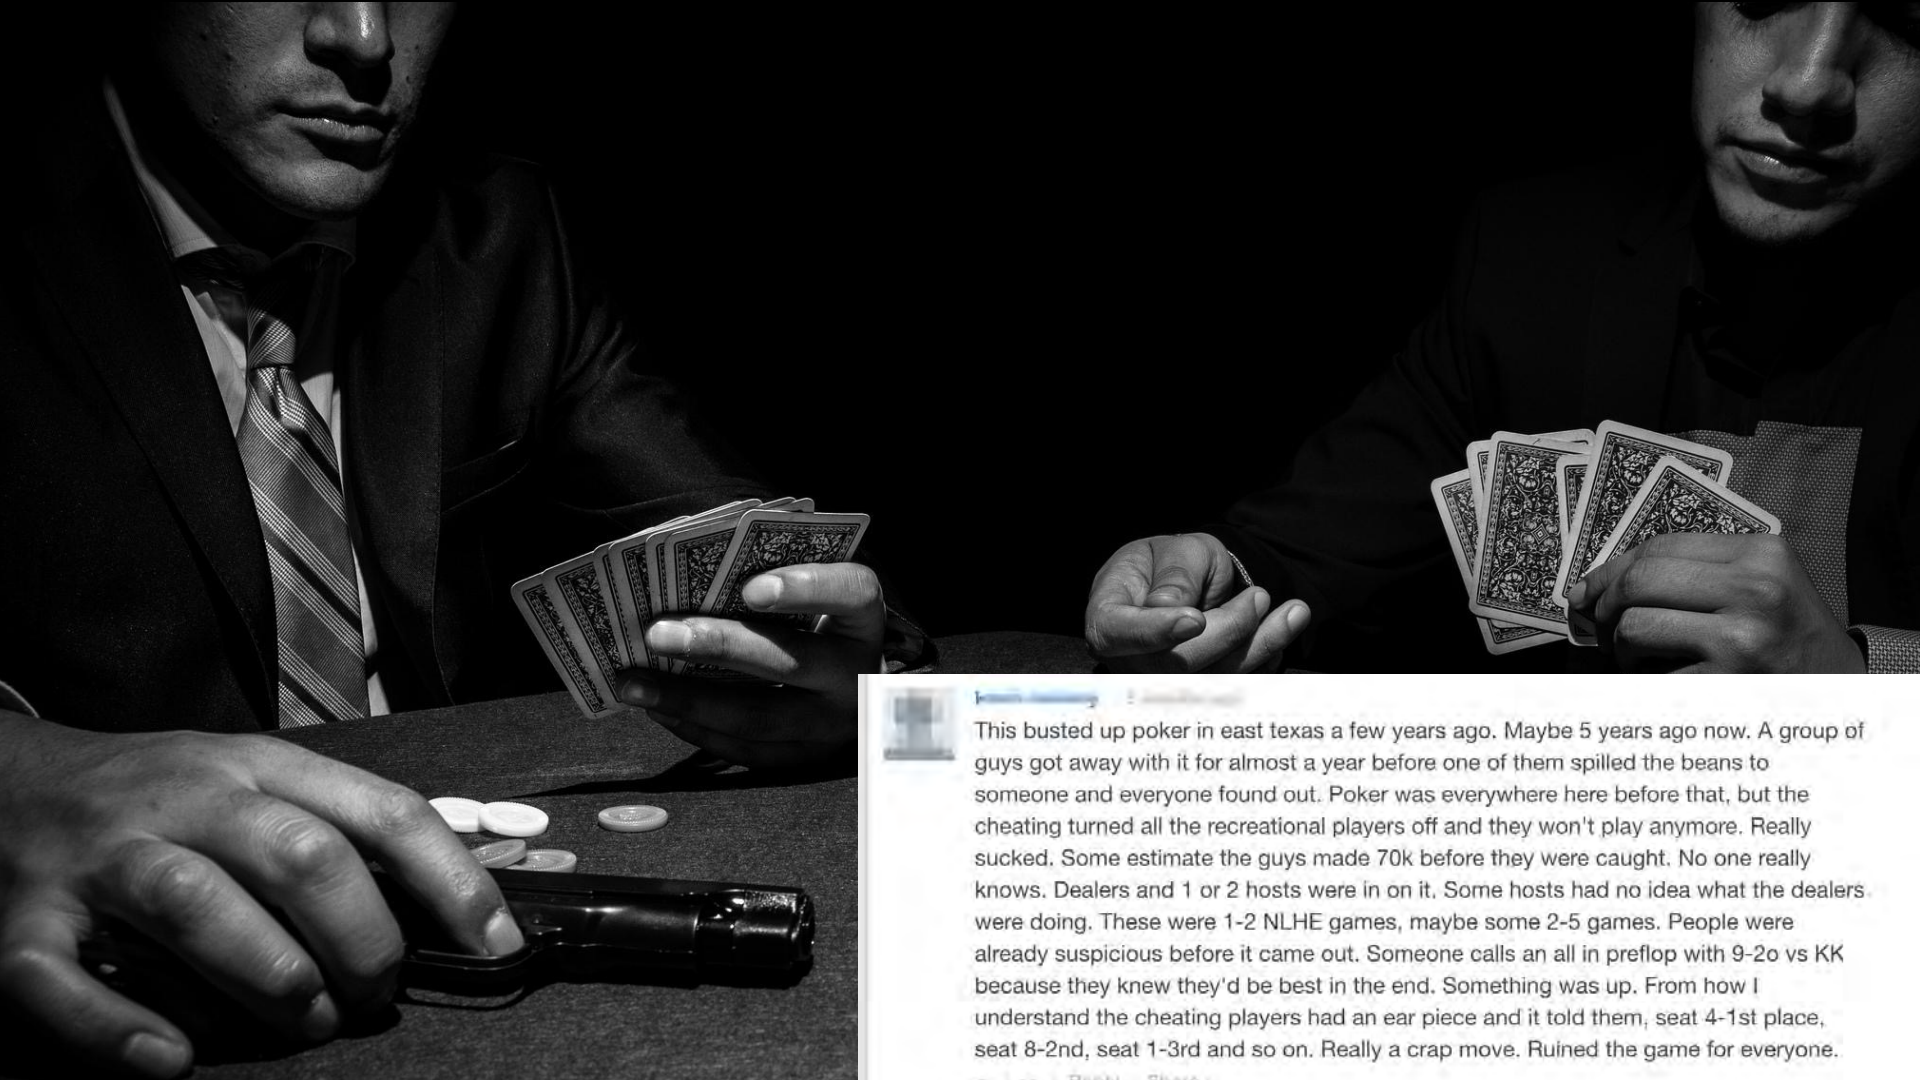 This busted up poker in east texas a few years ago. Maybe 5 years ago now. A group of
guys got away with it for almost a year before one of them spilled the beans to
someone and everyone found out. Poker was everywhere here before that, but the
cheating turned all the recreational players off and they won't play anymore. Really
sucked. Some estimate the guys made 70k before they were caught. No one really
knows. Dealers and 1 or 2 hosts were in on it. Some hosts had no idea what the dealers
were doing. These were 1-2 NLHE games, maybe some 2-5 games. People were
already suspicious before it came out. Someone calls an all in preflop with 9-2o vs KK
because they knew they'd be best in the end. Something was up. From how I
understand the cheating players had an ear piece and it told them, seat 4-1st place,
seat 8-2nd, seat 1-3rd and so on. Really a crap move. Ruined the game for everyone.